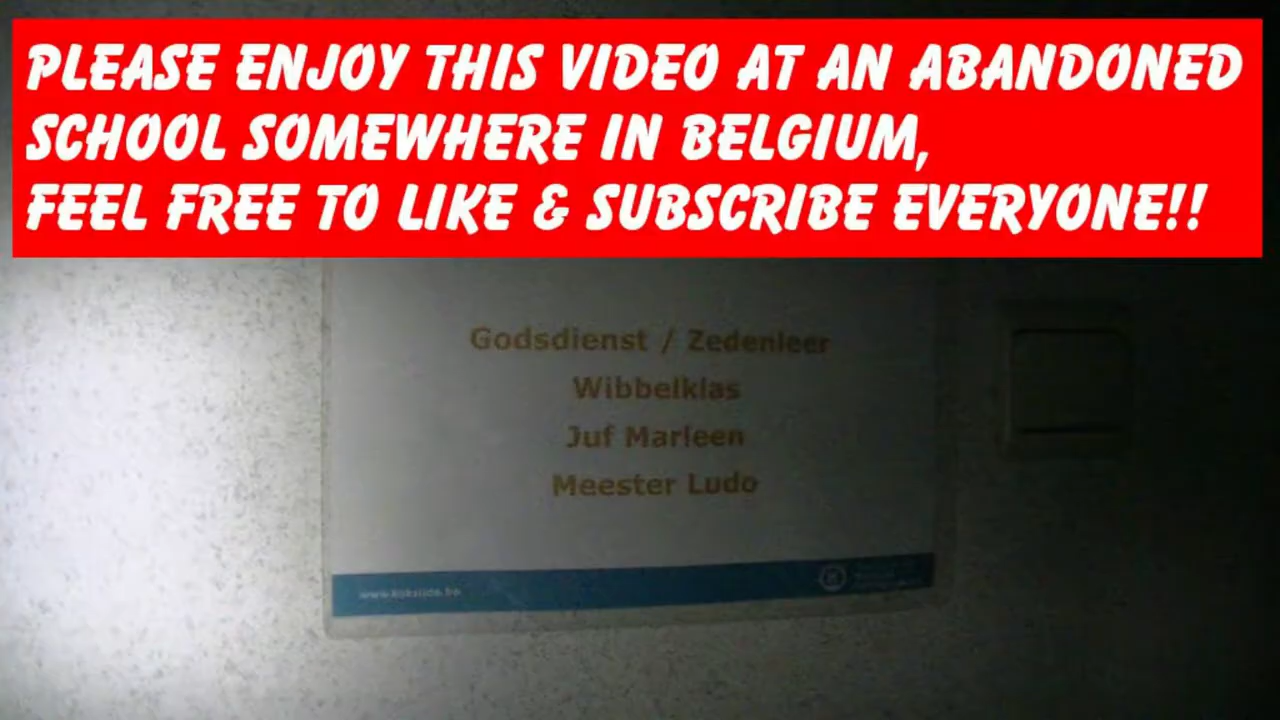 PLEASE ENJOY THIS VIDEO AT AN ABANDONED
SCHOOL SOMEWHERE IN BELGIUM,
FEEL FREE TO LIKE & SUBSCRIBE EVERYONE!!
Godsdienst / Zedenleer
Wibbelklas
Juf Marleen
Meester Ludo